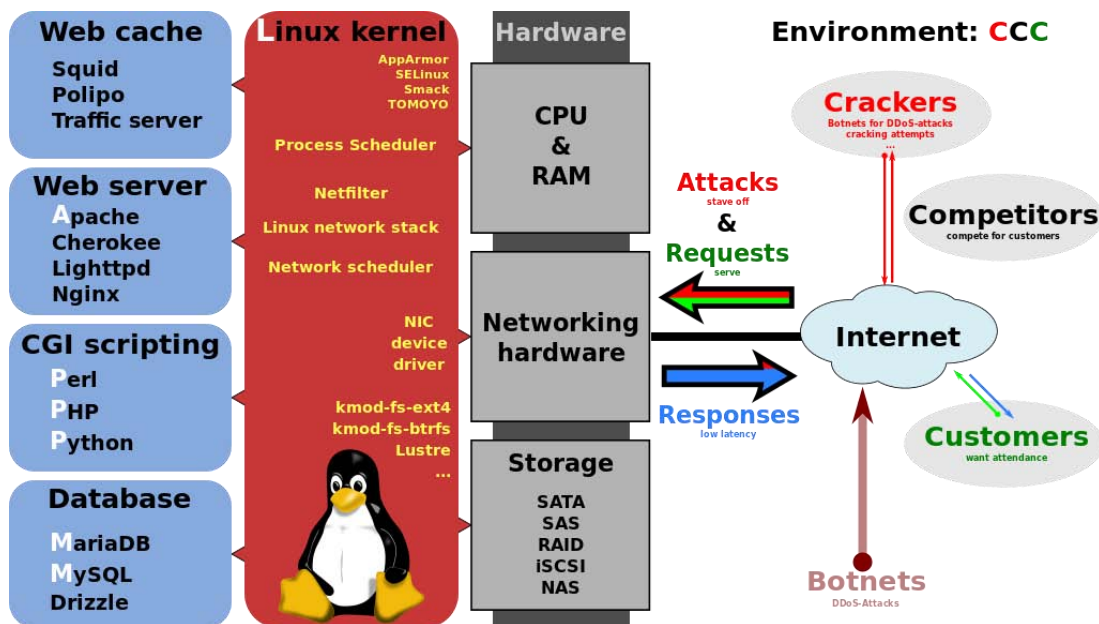 Web cache
Squid
Polipo
Traffic server
Web server
Apache
Cherokee
Lighttpd
Nginx
CGI scripting
Perl
PHP
Python
Database
MariaDB
MySQL
Drizzle
Linux kernel
AppArmor
SELinux
Smack
TOMOYO
Process Scheduler
Netfilter
Linux network stack
Network scheduler
NIC
device
driver
kmod-fs-ext4
kmod-fs-btrfs
Lustre
...
Hardware
CPU
&
RAM
Networking
hardware
Storage
SATA
SAS
RAID
iSCSI
NAS
Attacks
stave off
&
Requests
serve
Responses
low latency
Environment: CCC
Crackers
Botnets for DDoS-attacks
cracking attempts
...
Competitors
compete for customers
Internet
Customers
want attendance
Botnets
DDoS-Attacks